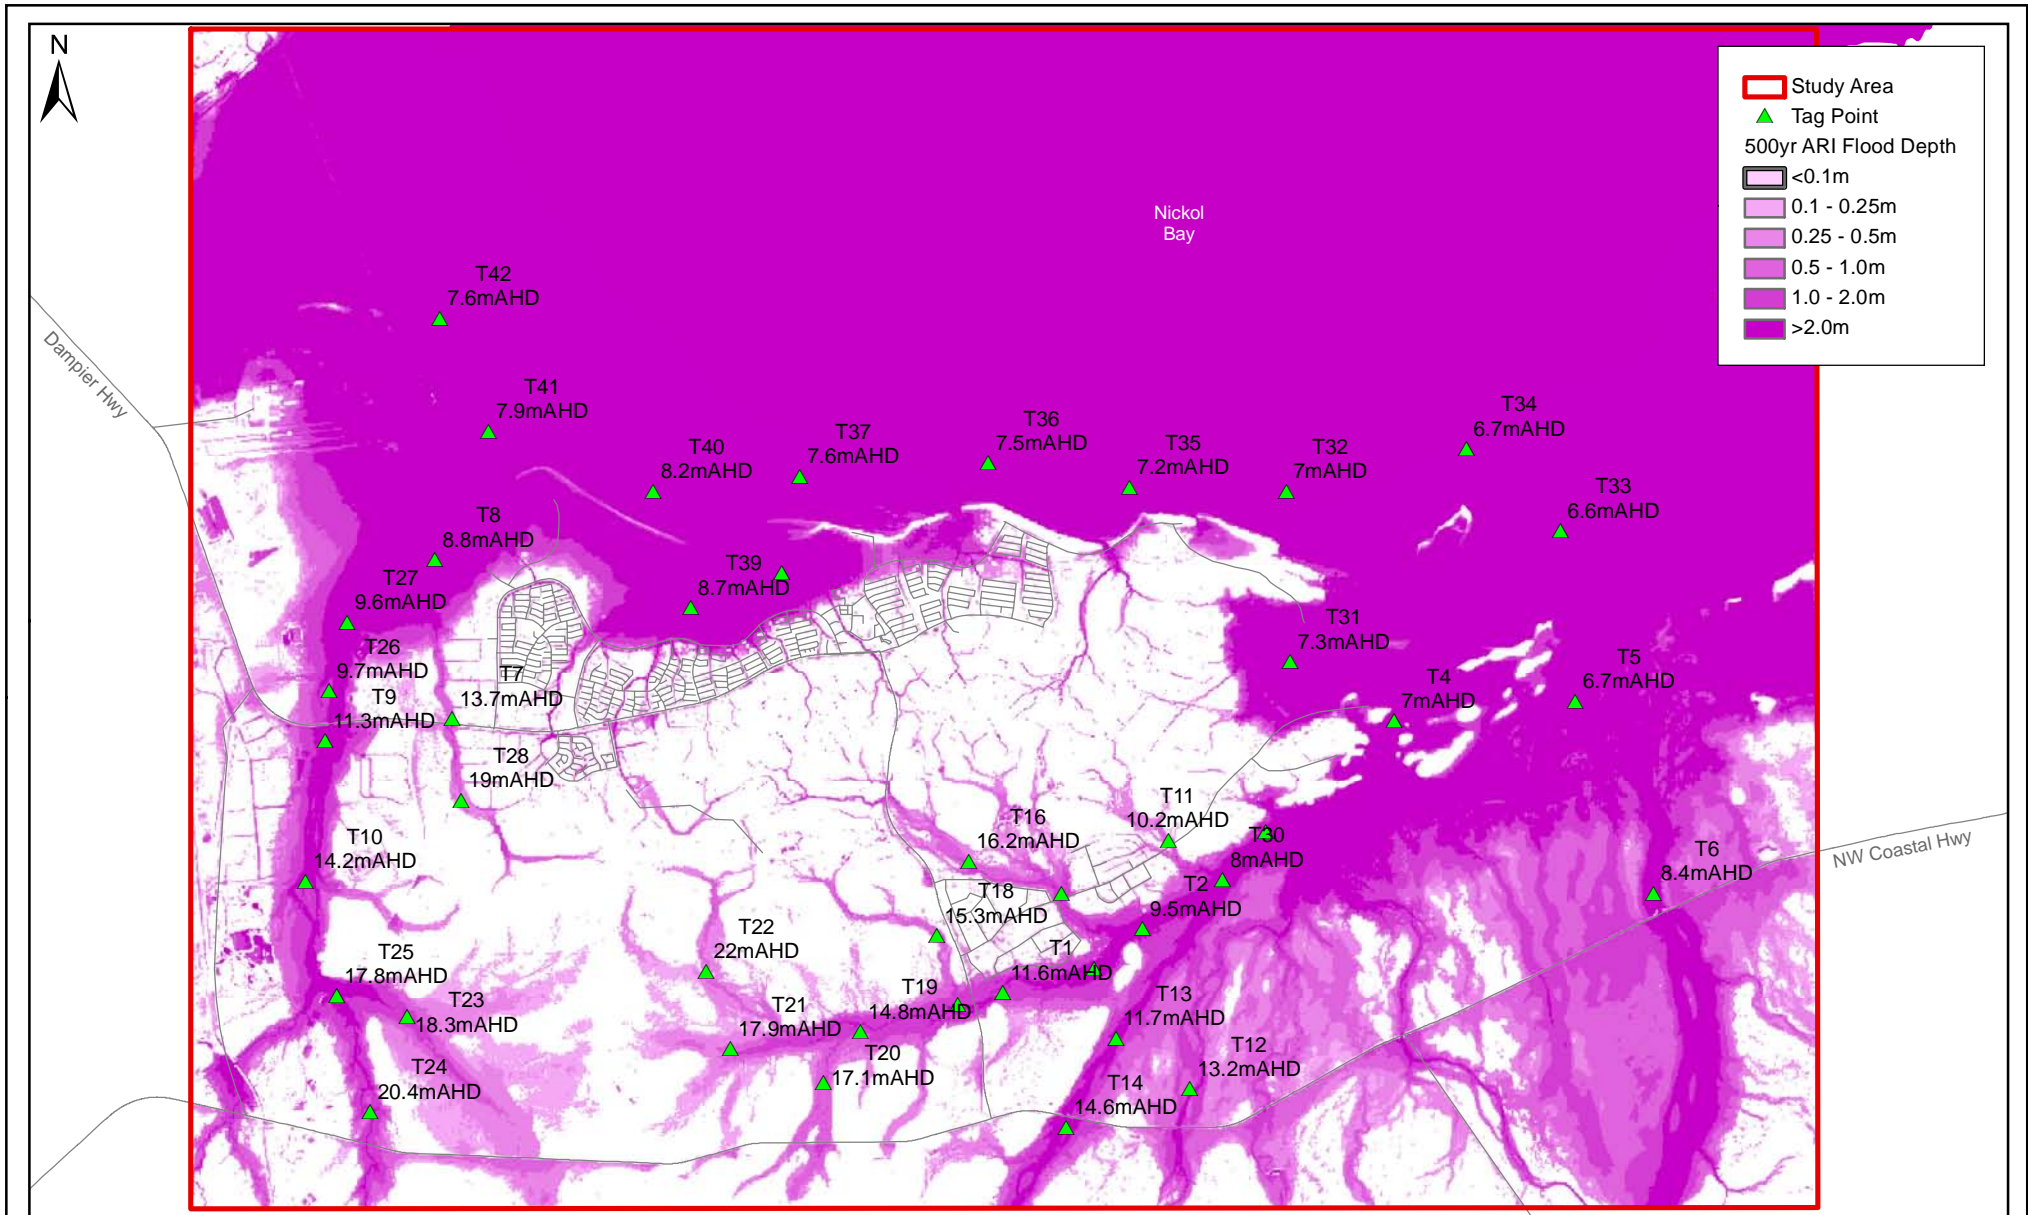 N
Study Area
Tag Point
500yr ARI Flood Depth
<0.1m
0.1 - 0.25m
0.25 - 0.5m
0.5 - 1.0m
1.0 - 2.0m
>2.0m
Nickol
Bay
Dampier Hwy
NW Coastal Hwy
T42
7.6mAHD
T41
7.9mAHD
T40
8.2mAHD
T37
7.6mAHD
T36
7.5mAHD
T35
7.2mAHD
T32
7mAHD
T34
6.7mAHD
T33
6.6mAHD
T8
8.8mAHD
T39
8.7mAHD
T27
9.6mAHD
T26
9.7mAHD
T9
11.3mAHD
T7
13.7mAHD
T28
19mAHD
T31
7.3mAHD
T4
7mAHD
T5
6.7mAHD
T10
14.2mAHD
T16
16.2mAHD
T11
10.2mAHD
T30
8mAHD
T6
8.4mAHD
T18
15.3mAHD
T2
9.5mAHD
T22
22mAHD
T1
11.6mAHD
T25
17.8mAHD
T23
18.3mAHD
T21
17.9mAHD
T19
14.8mAHD
T13
11.7mAHD
T24
20.4mAHD
T20
17.1mAHD
T12
13.2mAHD
T14
14.6mAHD